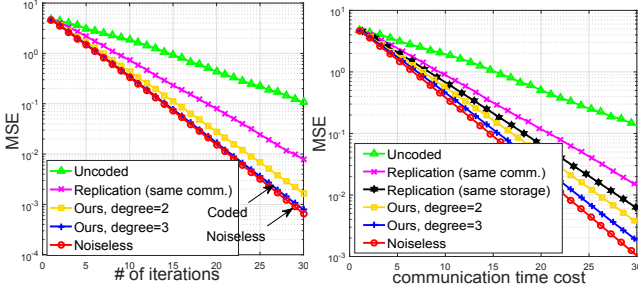 10^1
10^0
10^-1
10^-2
10^-3
10^-4
MSE
0 5 10 15 20 25 30
# of iterations
Uncoded
Replication (same comm.)
Ours, degree=2
Ours, degree=3
Noiseless
Coded
Noiseless
10^1
10^0
10^-1
10^-2
10^-3
MSE
0 5 10 15 20 25 30
communication time cost
Uncoded
Replication (same comm.)
Replication (same storage)
Ours, degree=2
Ours, degree=3
Noiseless